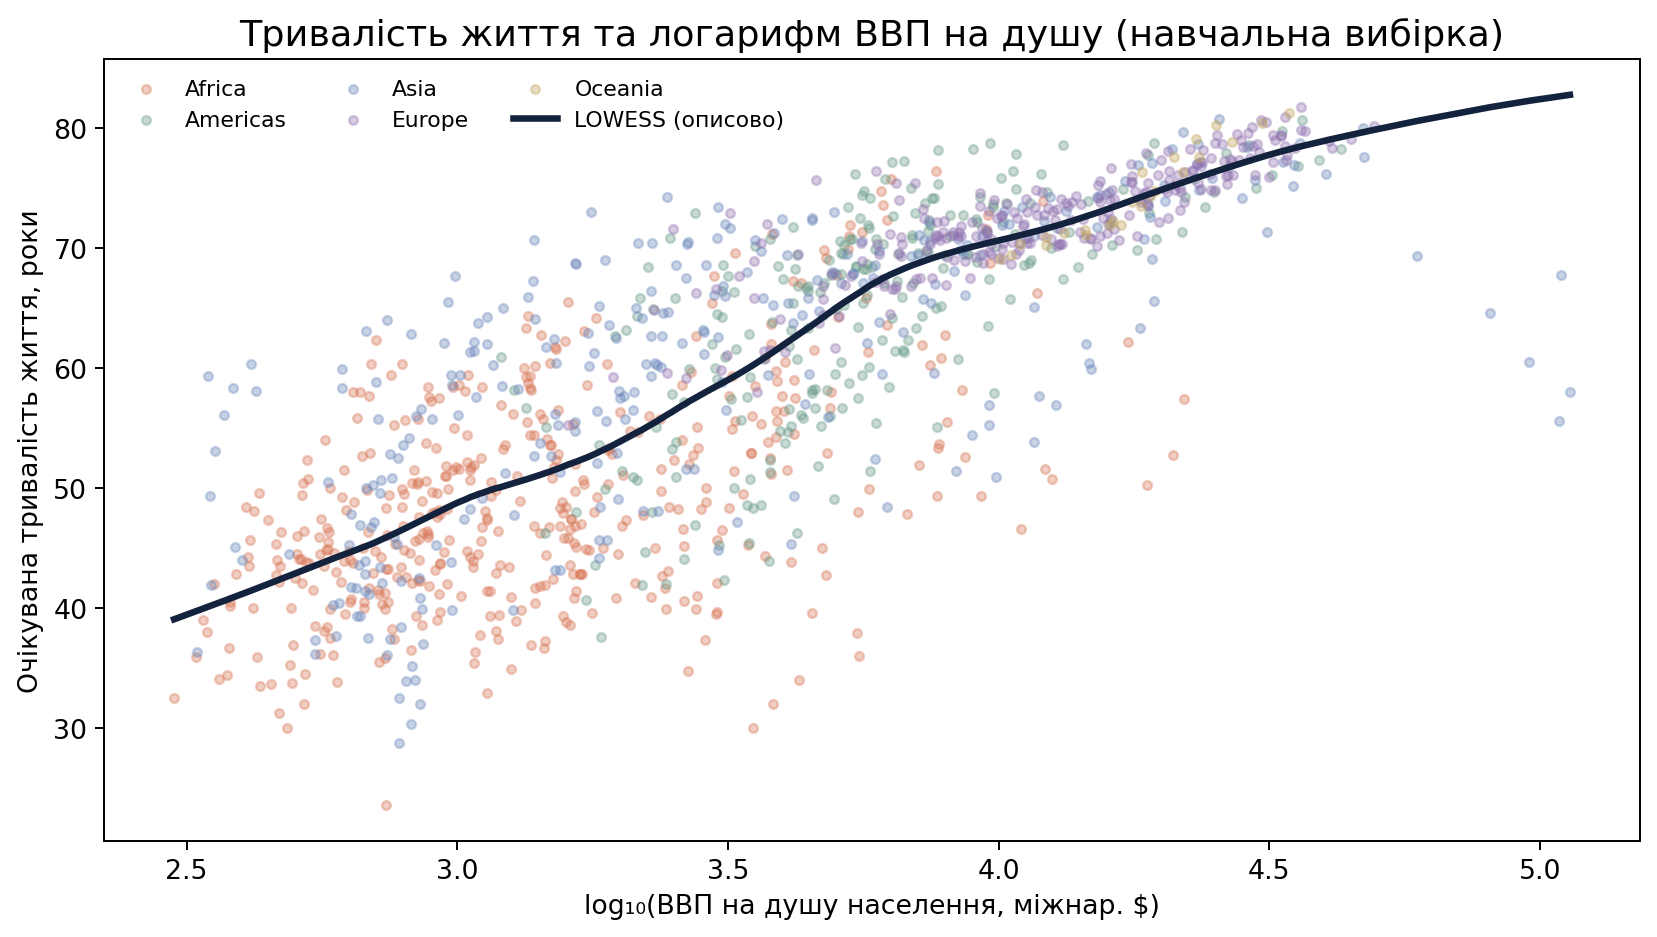 Тривалість життя та логарифм ВВП на душу (навчальна вибірка)
Africa
Americas
Asia
Europe
Oceania
LOWESS (описово)
Очікувана тривалість життя, роки
80
70
60
50
40
30
2.5
3.0
3.5
4.0
4.5
5.0
log₁₀(ВВП на душу населення, міжнар. $)